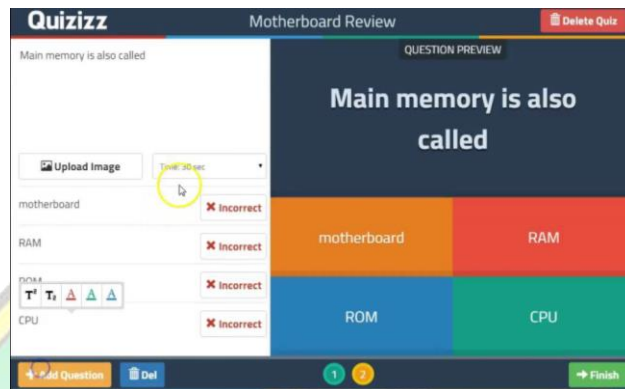 Quizizz
Motherboard Review
Delete Quiz
Main memory is also called
Upload Image
Time: 30 sec
motherboard
Incorrect
RAM
Incorrect
ROM
Incorrect
T² T₂ A A A
CPU
Incorrect
+ Add Question
Del
QUESTION PREVIEW
Main memory is also
called
motherboard
RAM
ROM
CPU
1 2
Finish